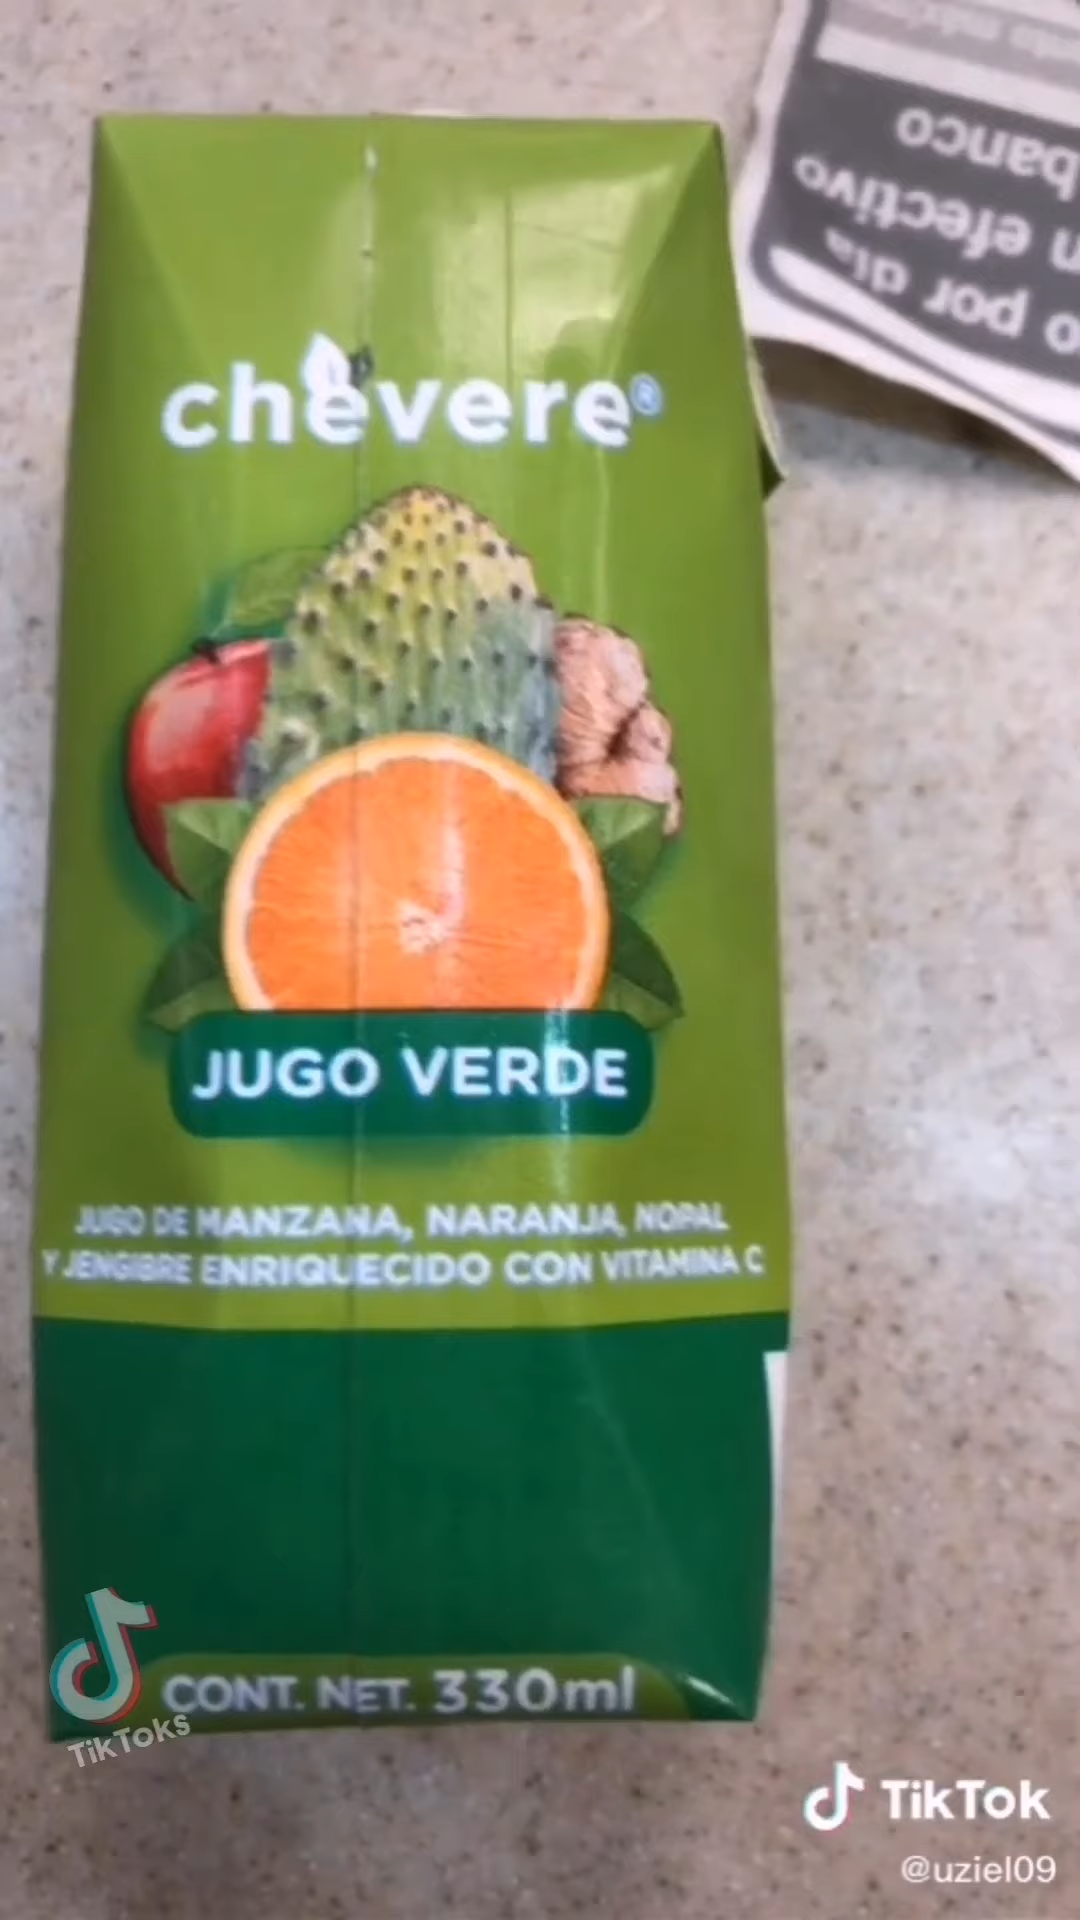 chévere®
JUGO VERDE
JUGO DE MANZANA, NARANJA, NOPAL
Y JENGIBRE ENRIQUECIDO CON VITAMINA C
CONT. NET. 330ml
banco
efectivo
o por día
TikToks
TikTok
@uziel09